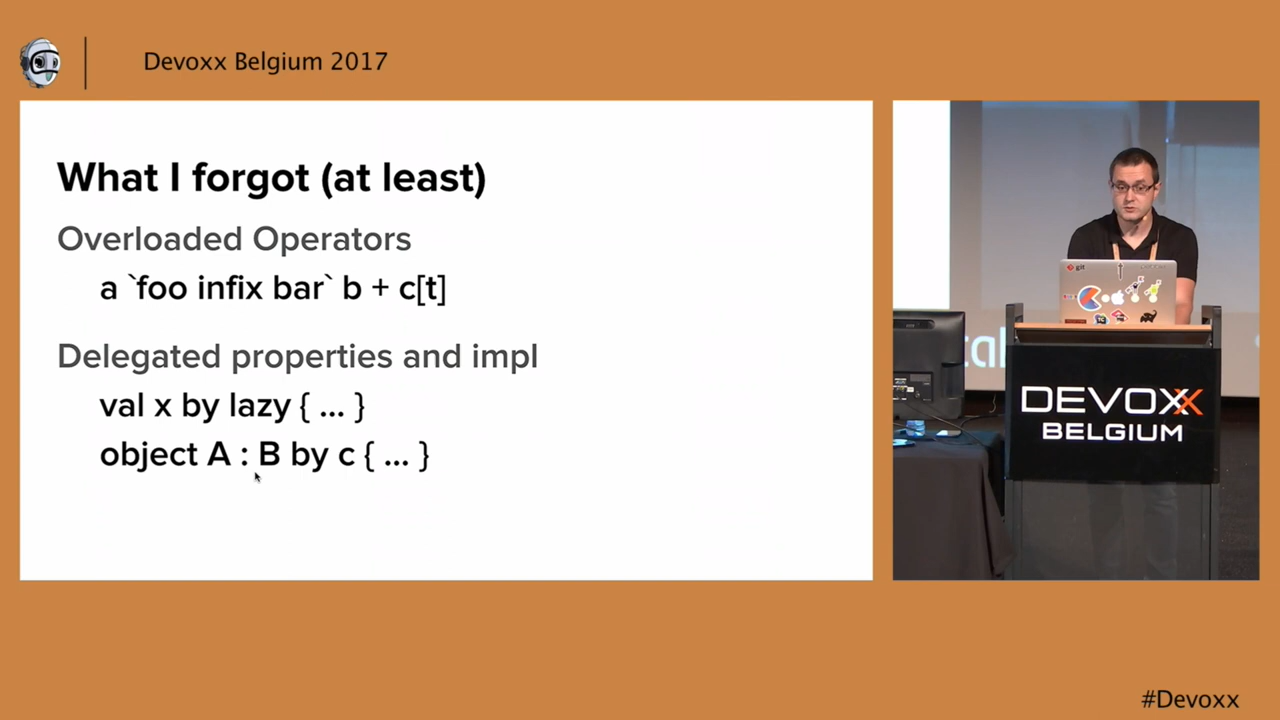 Devoxx Belgium 2017
What I forgot (at least)
Overloaded Operators
a `foo infix bar` b + c[t]
Delegated properties and impl
val x by lazy { ... }
object A : B by c { ... }
git
DEVOXX
BELGIUM
#Devoxx